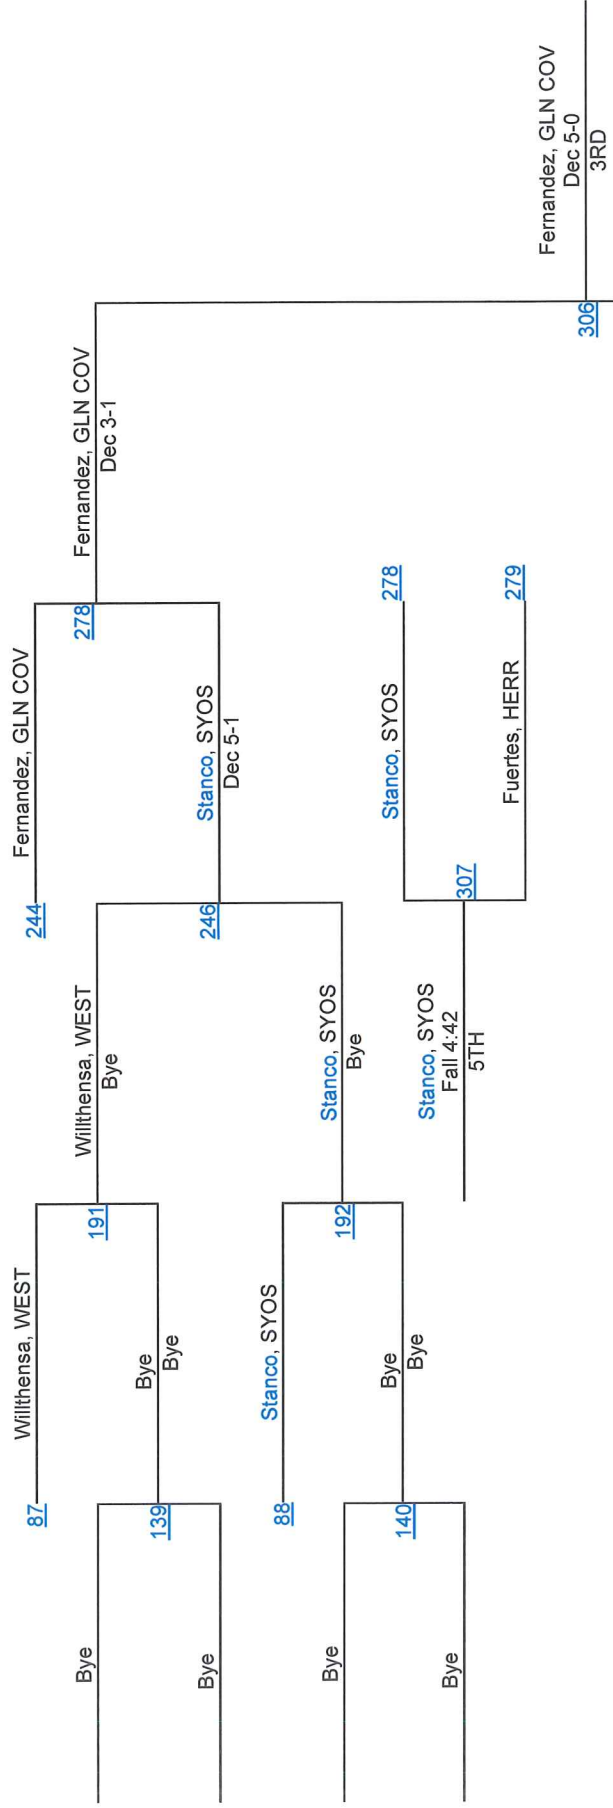 Bye
Bye
Bye
Bye
139
Bye
Bye
140
Bye
Bye
87
Willthensa, WEST
88
Stanco, SYOS
191
Willthensa, WEST
Bye
192
Stanco, SYOS
Bye
244
Fernandez, GLN COV
246
Stanco, SYOS
Dec 5-1
278
Fernandez, GLN COV
Dec 3-1
306
Fernandez, GLN COV
Dec 5-0
3RD
Stanco, SYOS
Fall 4:42
5TH
307
Stanco, SYOS
278
Fuertes, HERR
279